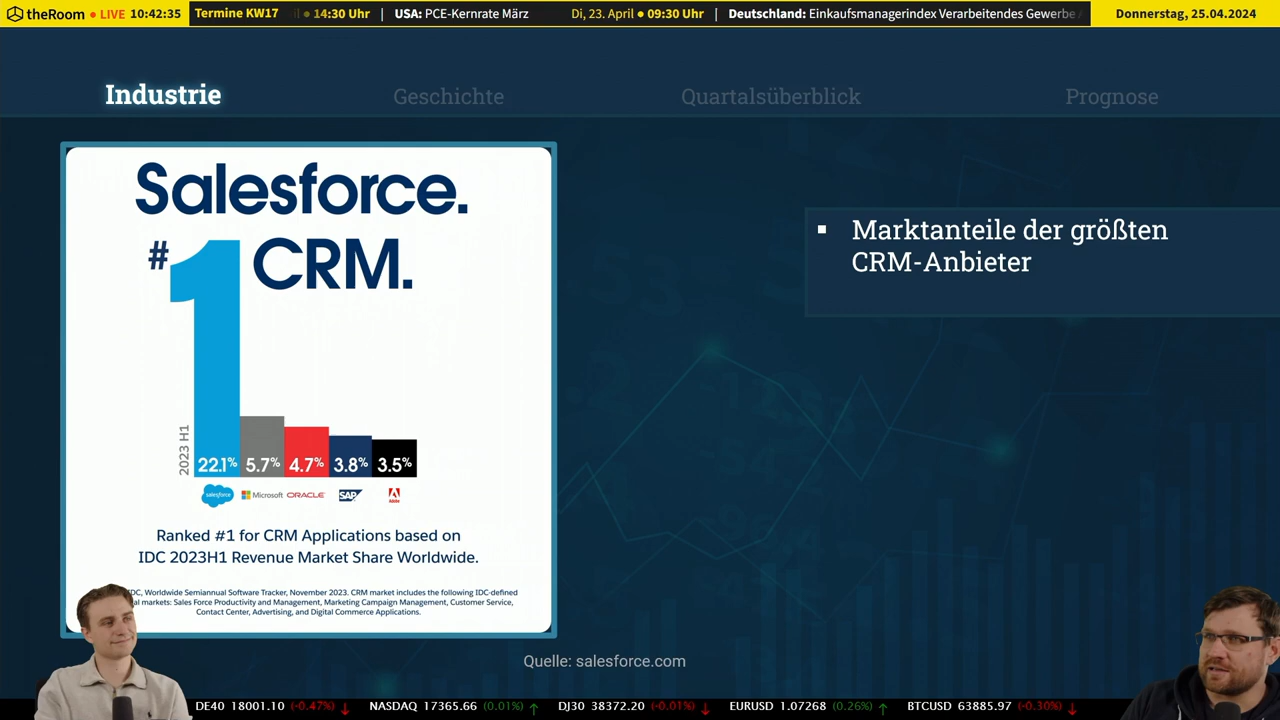 theRoom ● LIVE 10:42:35
Termine KW17 ● 14:30 Uhr | USA: PCE-Kernrate März Di, 23. April ● 09:30 Uhr | Deutschland: Einkaufsmanagerindex Verarbeitendes Gewerbe
Donnerstag, 25.04.2024
Industrie Geschichte Quartalsüberblick Prognose
Salesforce.
#1 CRM.
▪ Marktanteile der größten
CRM-Anbieter
2023 H1
22.1% 5.7% 4.7% 3.8% 3.5%
salesforce Microsoft ORACLE SAP Adobe
Ranked #1 for CRM Applications based on
IDC 2023H1 Revenue Market Share Worldwide.
IDC, Worldwide Semiannual Software Tracker, November 2023. CRM market includes the following IDC-defined
markets: Sales Force Productivity and Management, Marketing Campaign Management, Customer Service,
Contact Center, Advertising, and Digital Commerce Applications.
Quelle: salesforce.com
DE40 18001.10 (-0.47%) ↓ NASDAQ 17365.66 (0.01%) ↑ DJ30 38372.20 (-0.01%) ↓ EURUSD 1.07268 (0.26%) ↑ BTCUSD 63885.97 (-0.30%) ↓